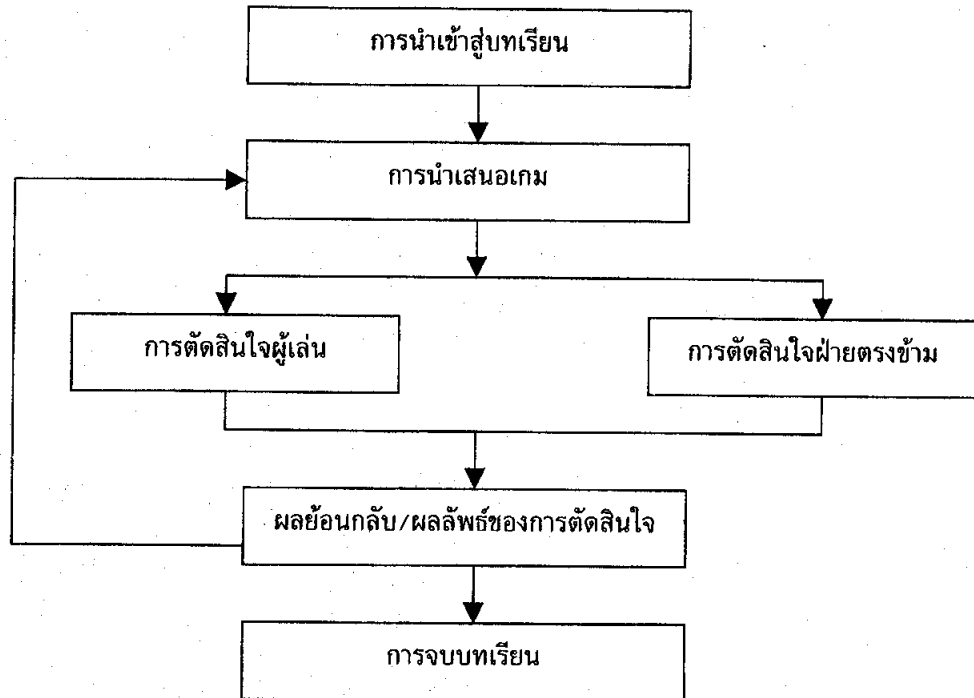 การนำเข้าสู่บทเรียน
การนำเสนอเกม
การตัดสินใจผู้เล่น
การตัดสินใจฝ่ายตรงข้าม
ผลย้อนกลับ/ผลลัพธ์ของการตัดสินใจ
การจบบทเรียน